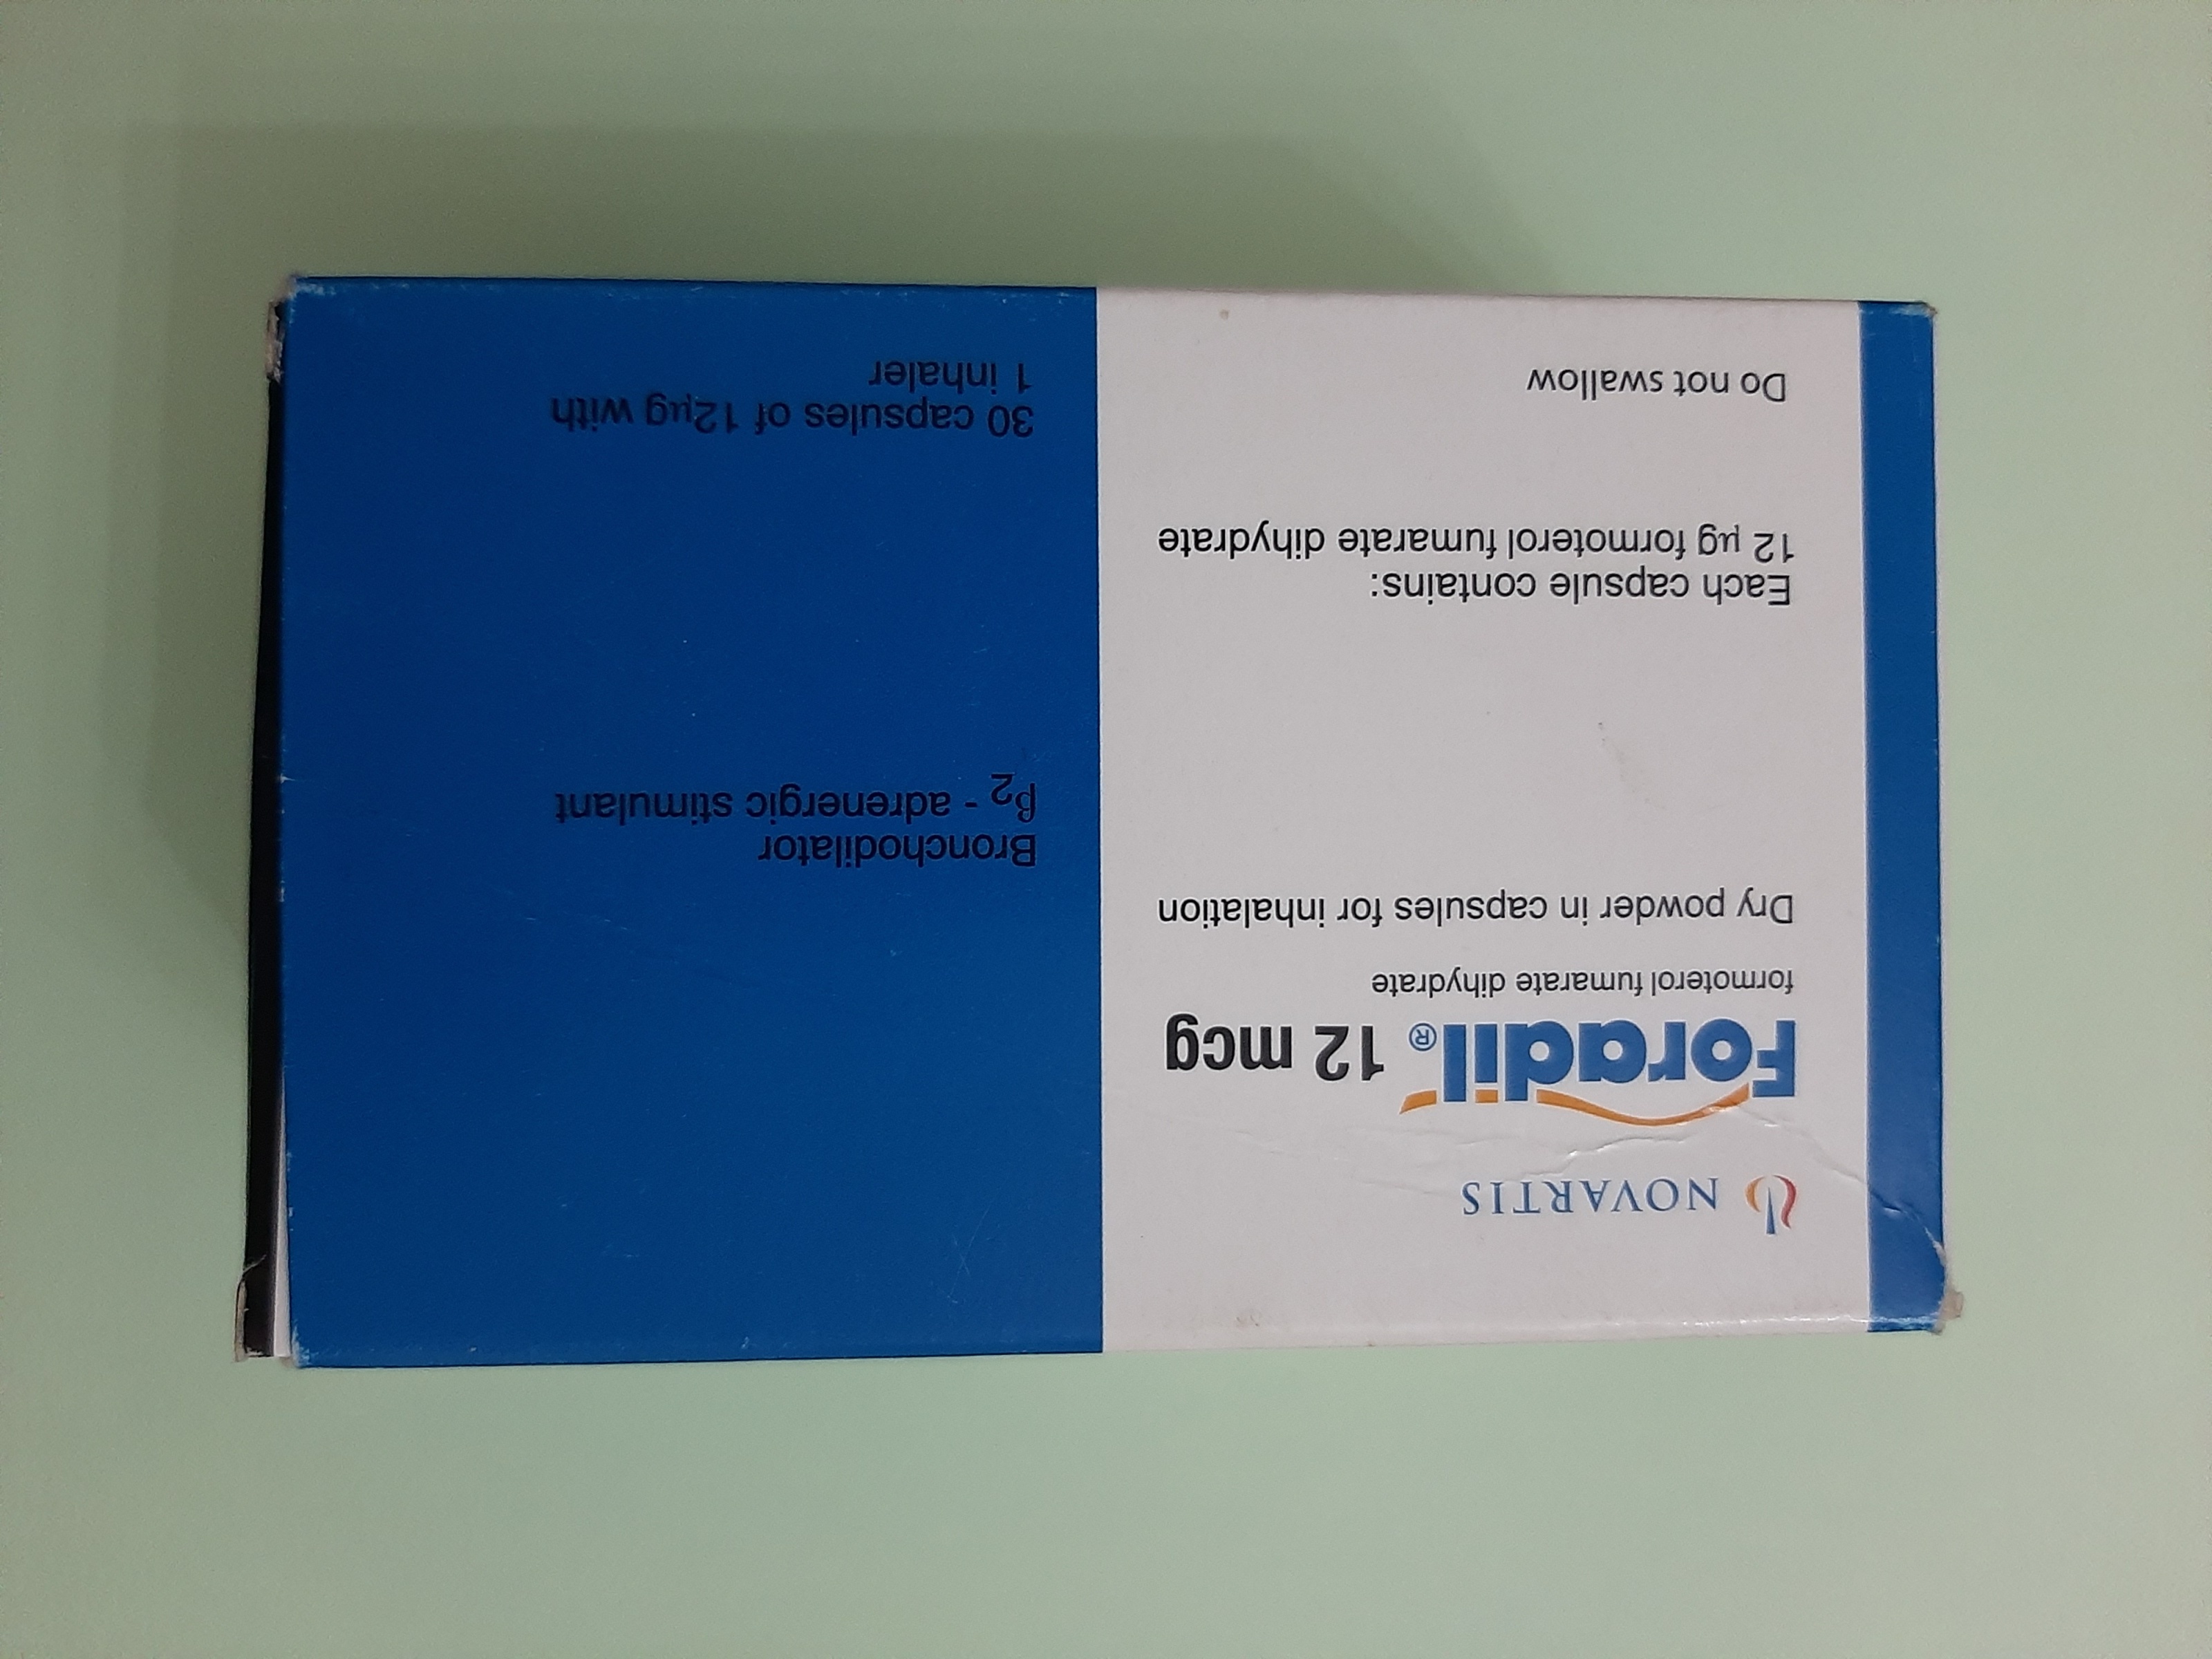 NOVARTIS
Foradil® 12 mcg
formoterol fumarate dihydrate
Dry powder in capsules for inhalation
Each capsule contains:
12 µg formoterol fumarate dihydrate
Do not swallow
Bronchodilator
β2 - adrenergic stimulant
30 capsules of 12µg with
1 inhaler